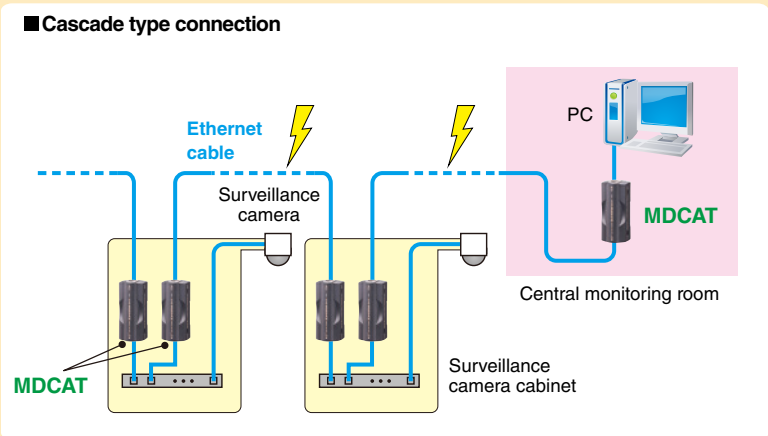 ■Cascade type connection
Ethernet
cable
Surveillance
camera
PC
MDCAT
Central monitoring room
MDCAT
Surveillance
camera cabinet